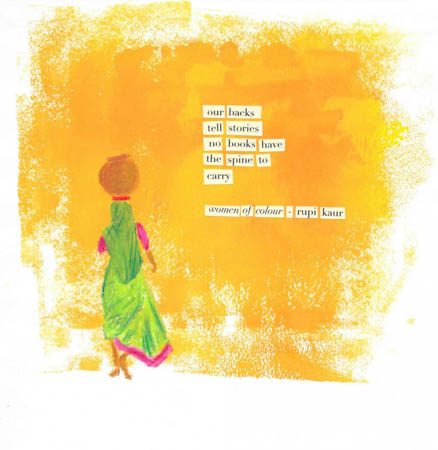 our backs
tell stories
no books have
the spine to
carry
women of colour - rupi kaur